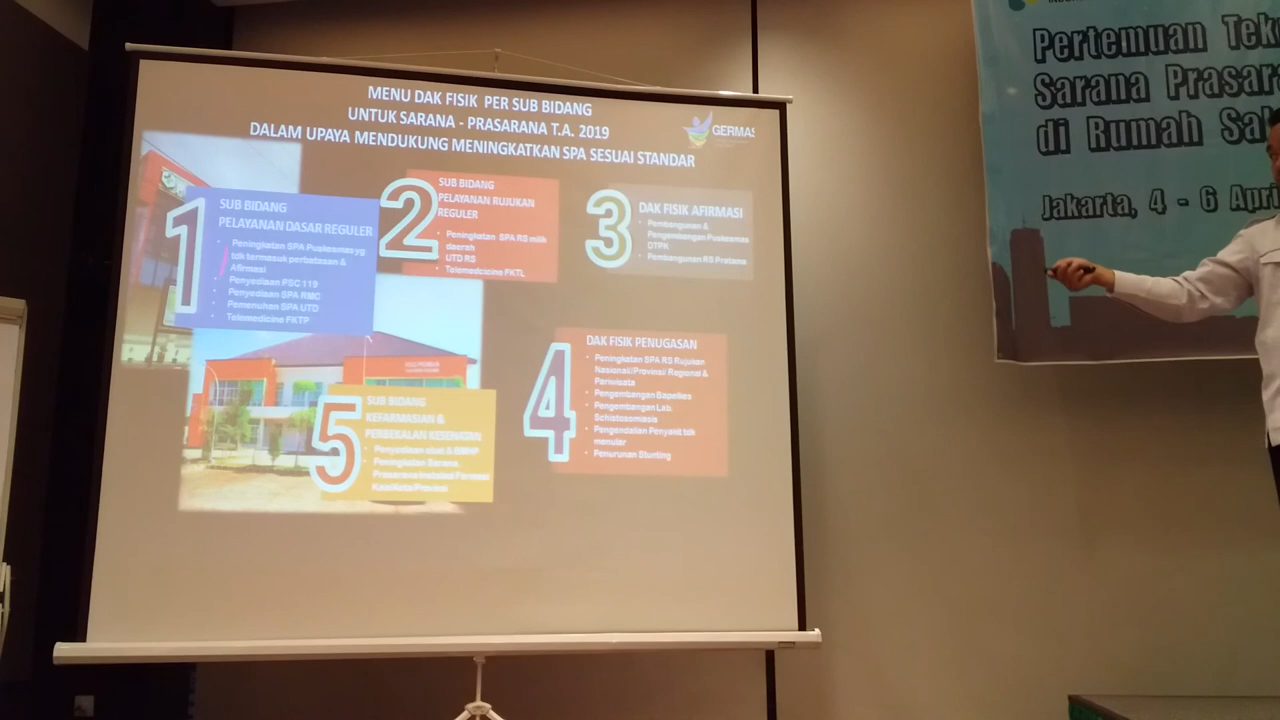 MENU DAK FISIK PER SUB BIDANG
UNTUK SARANA - PRASARANA T.A. 2019
DALAM UPAYA MENDUKUNG MENINGKATKAN SPA SESUAI STANDAR
GERMAS
1
SUB BIDANG
PELAYANAN DASAR REGULER
• Peningkatan SPA Puskesmas yg
tdk termasuk perbatasan &
Afirmasi
• Penyediaan PSC 119
• Penyediaan SPA RMC
• Pemenuhan SPA UTD
• Telemedicine FKTP
2
SUB BIDANG
PELAYANAN RUJUKAN
REGULER
• Peningkatan SPA RS milik
daerah
• UTD RS
• Telemedcicine FKTL
3
DAK FISIK AFIRMASI
• Pembangunan &
Pengembangan Puskesmas
DTPK
• Pembangunan RS Pratama
4
DAK FISIK PENUGASAN
• Peningkatan SPA RS Rujukan
Nasional/Provinsi Regional &
Pariwisata
• Pengembangan Bapelkes
• Pengembangan Lab.
Schistosomiasis
• Pengendalian Penyakit tdk
menular
• Penurunan Stunting
5
SUB BIDANG
KEFARMASIAN &
PERBEKALAN KESEHATAN
• Penyediaan obat & BMHP
• Peningkatan Sarana,
Prasarana Instalasi Farmasi
Kab/Kota/Provinsi
Pertemuan Tek
Sarana Prasara
di Rumah Sa
Jakarta, 4 - 6 Apri